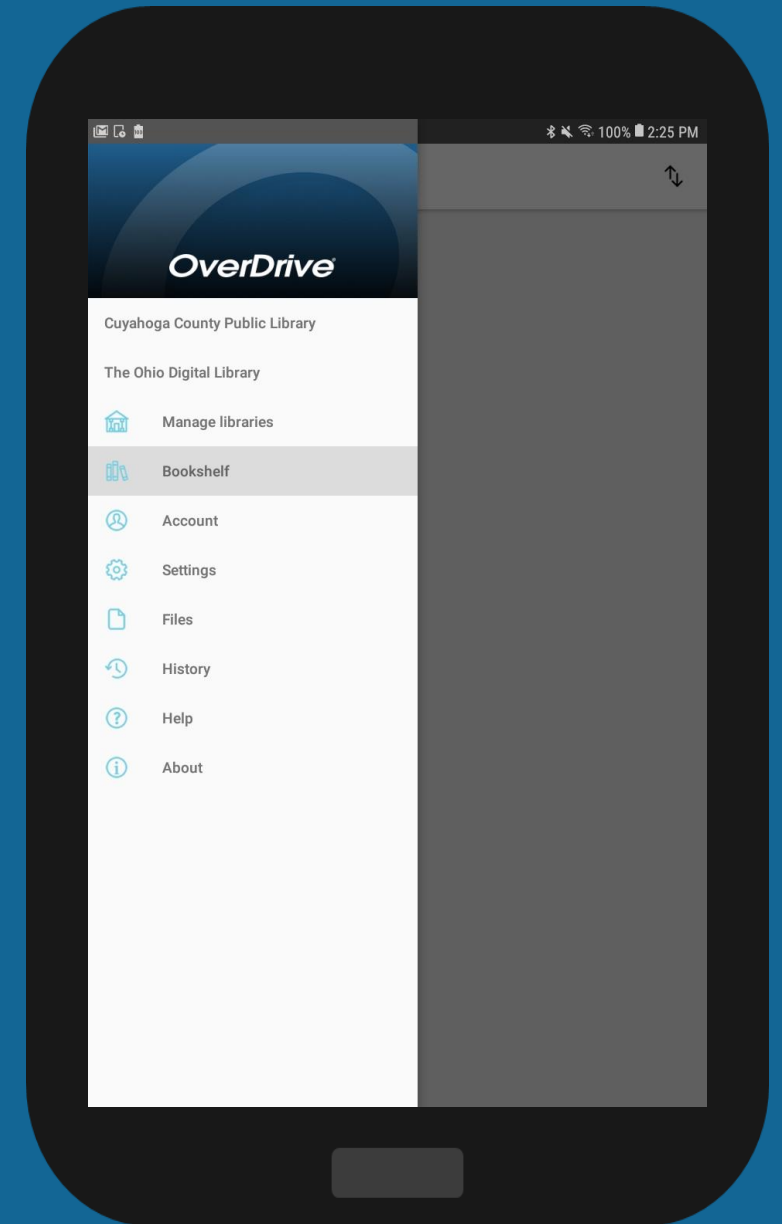 100% 2:25 PM
OverDrive
Cuyahoga County Public Library
The Ohio Digital Library
Manage libraries
Bookshelf
Account
Settings
Files
History
Help
About